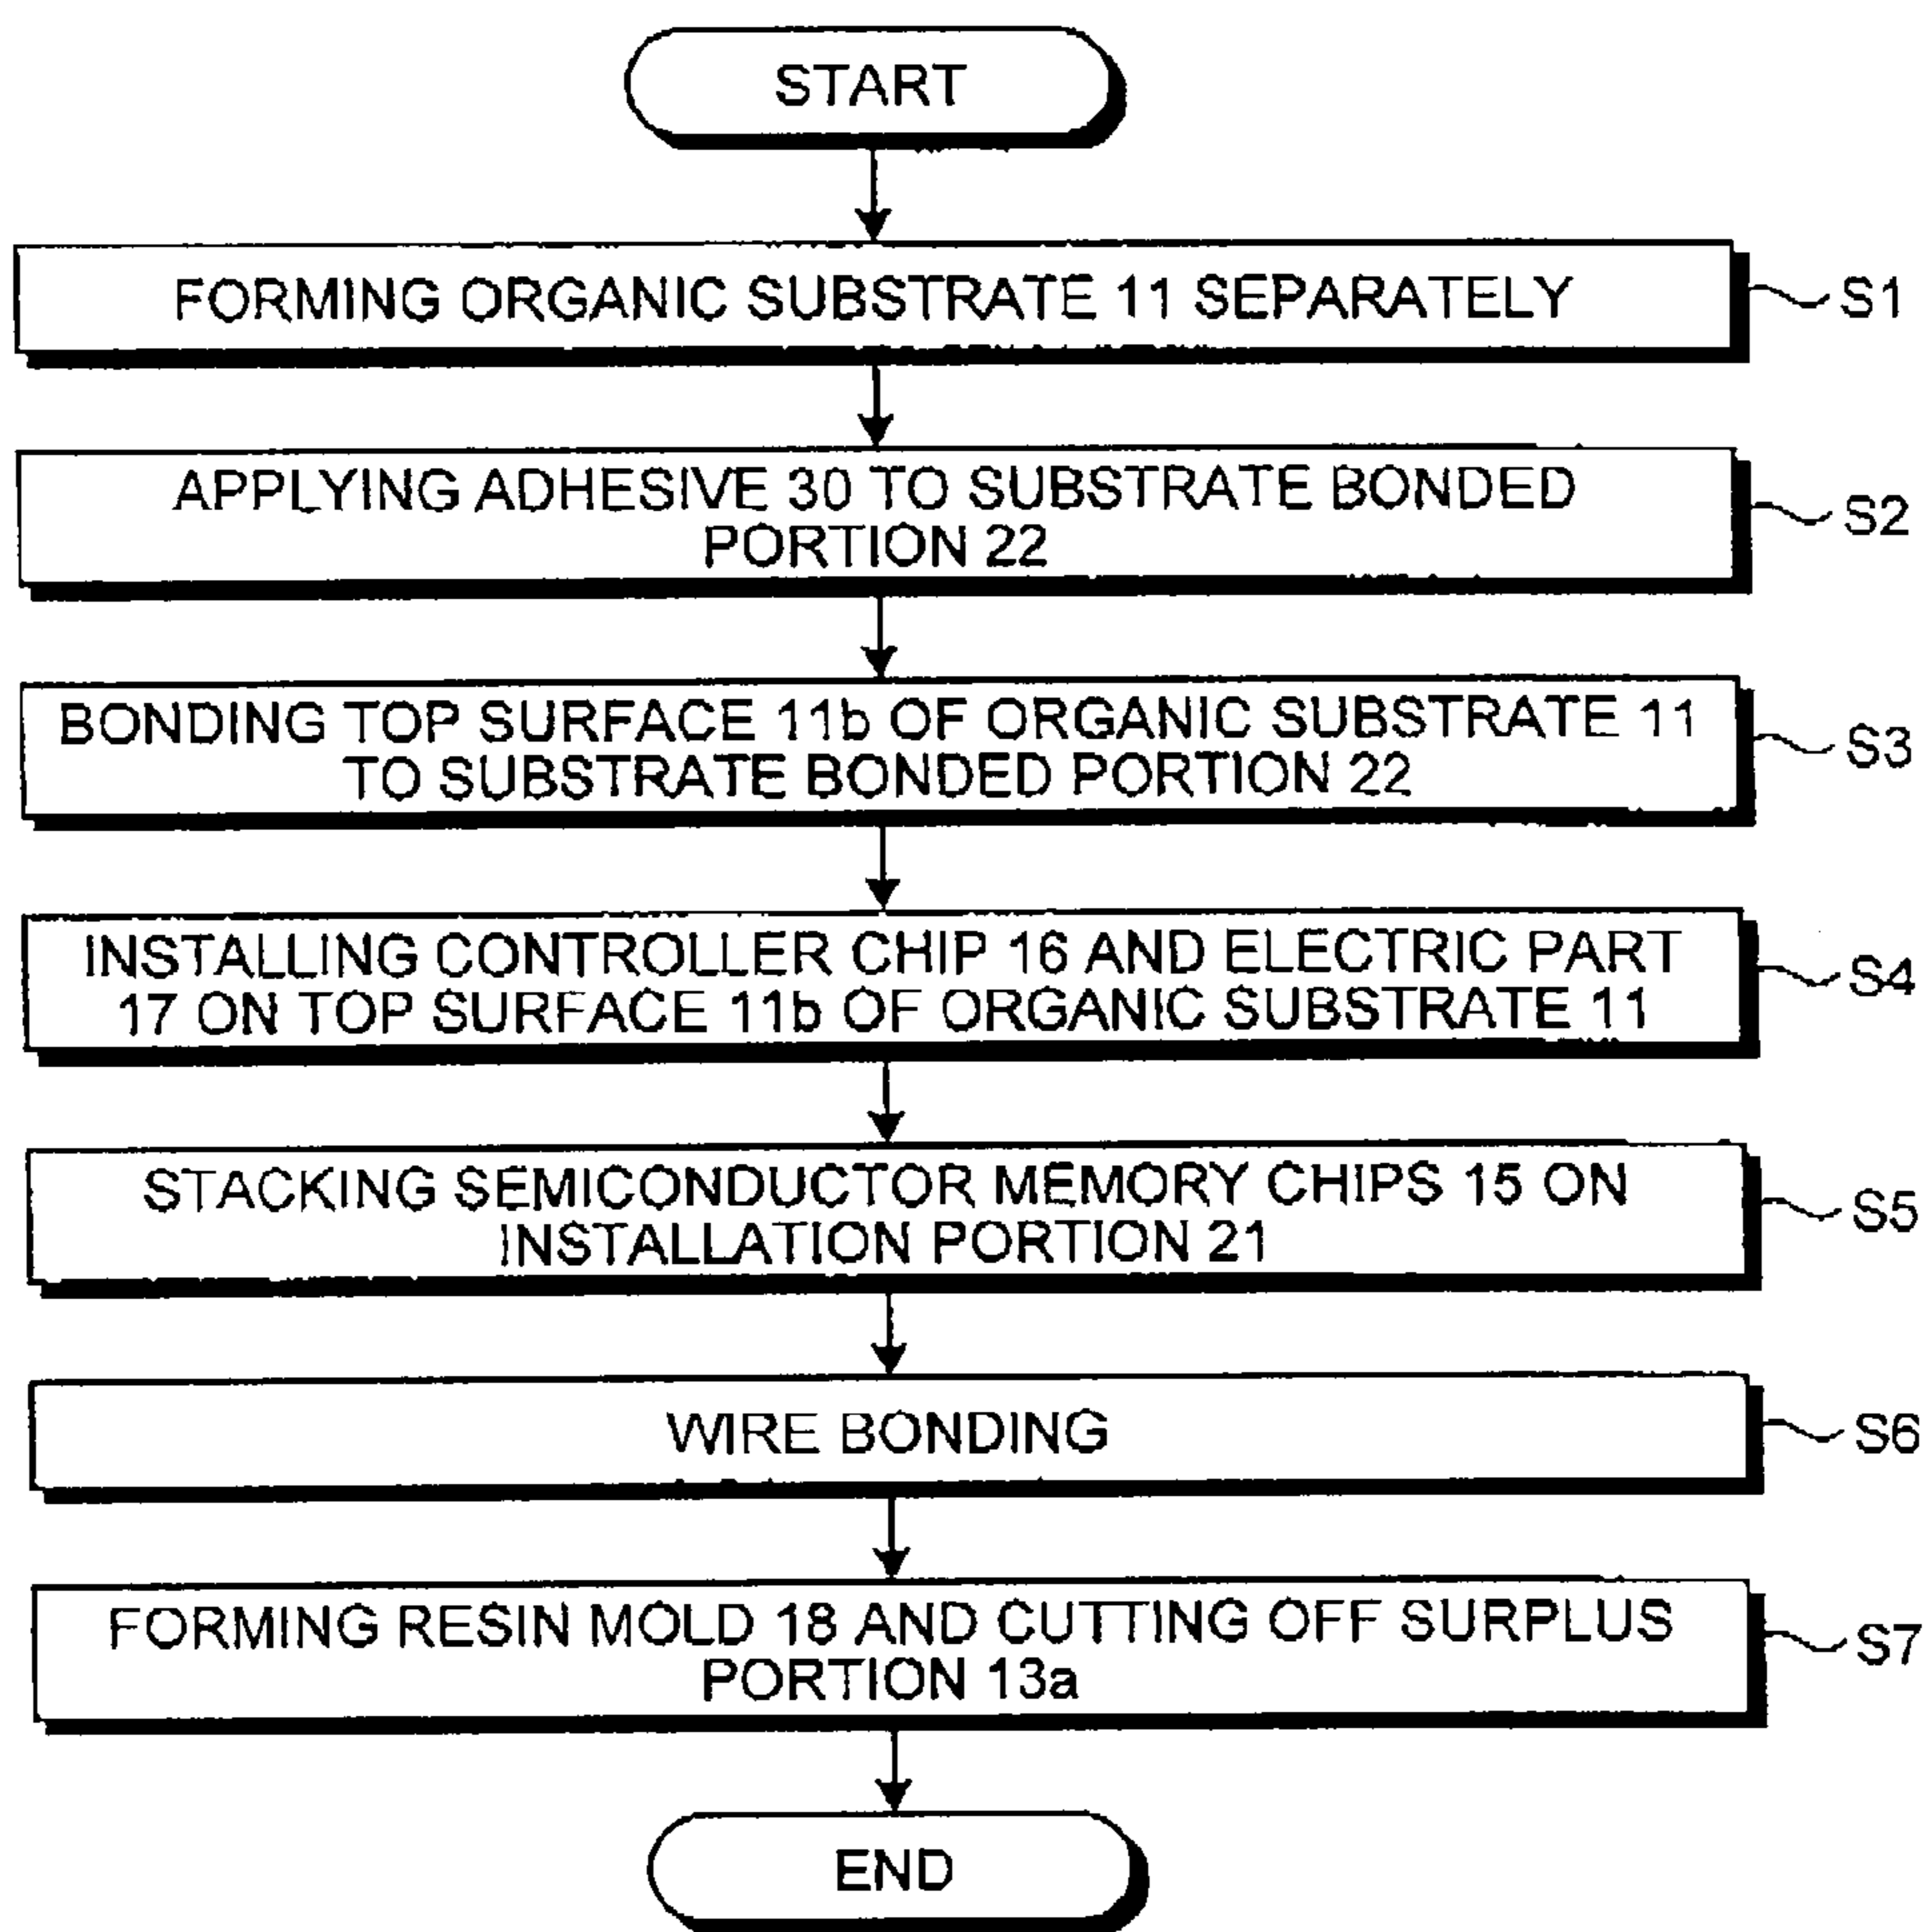 START
FORMING ORGANIC SUBSTRATE 11 SEPARATELY
S1
APPLYING ADHESIVE 30 TO SUBSTRATE BONDED
PORTION 22
S2
BONDING TOP SURFACE 11b OF ORGANIC SUBSTRATE 11
TO SUBSTRATE BONDED PORTION 22
S3
INSTALLING CONTROLLER CHIP 16 AND ELECTRIC PART
17 ON TOP SURFACE 11b OF ORGANIC SUBSTRATE 11
S4
STACKING SEMICONDUCTOR MEMORY CHIPS 15 ON
INSTALLATION PORTION 21
S5
WIRE BONDING
S6
FORMING RESIN MOLD 18 AND CUTTING OFF SURPLUS
PORTION 13a
S7
END